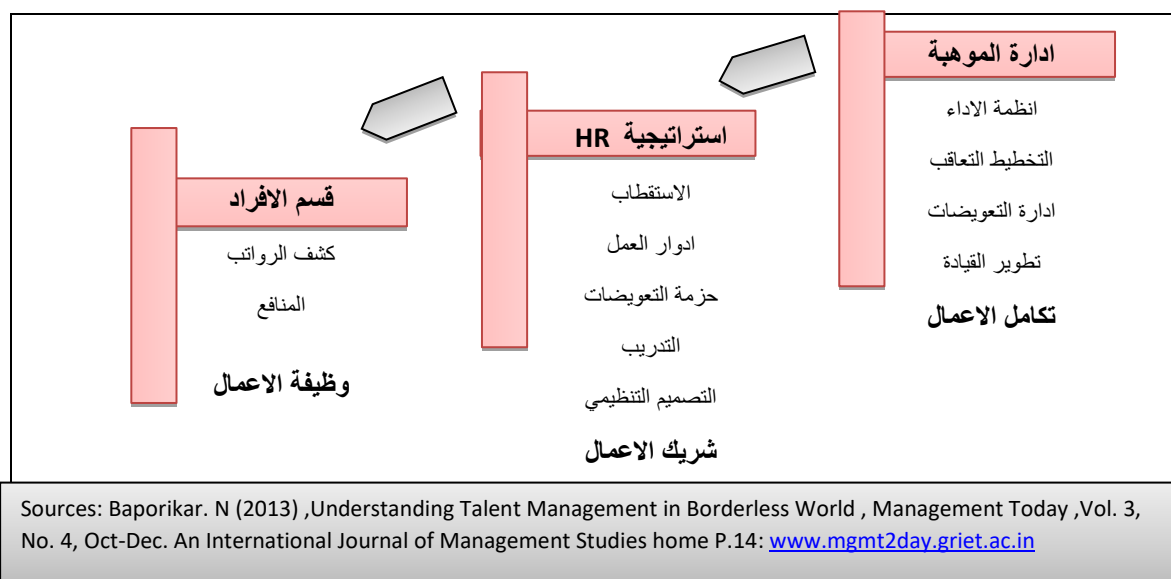 ادارة الموهبة
انظمة الاداء
التخطيط التعاقب
ادارة التعويضات
تطوير القيادة
تكامل الاعمال
استراتيجية HR
الاستقطاب
ادوار العمل
حزمة التعويضات
التدريب
التصميم التنظيمي
شريك الاعمال
قسم الافراد
كشف الرواتب
المنافع
وظيفة الاعمال
Sources: Baporikar. N (2013) ,Understanding Talent Management in Borderless World , Management Today ,Vol. 3,
No. 4, Oct-Dec. An International Journal of Management Studies home P.14: www.mgmt2day.griet.ac.in